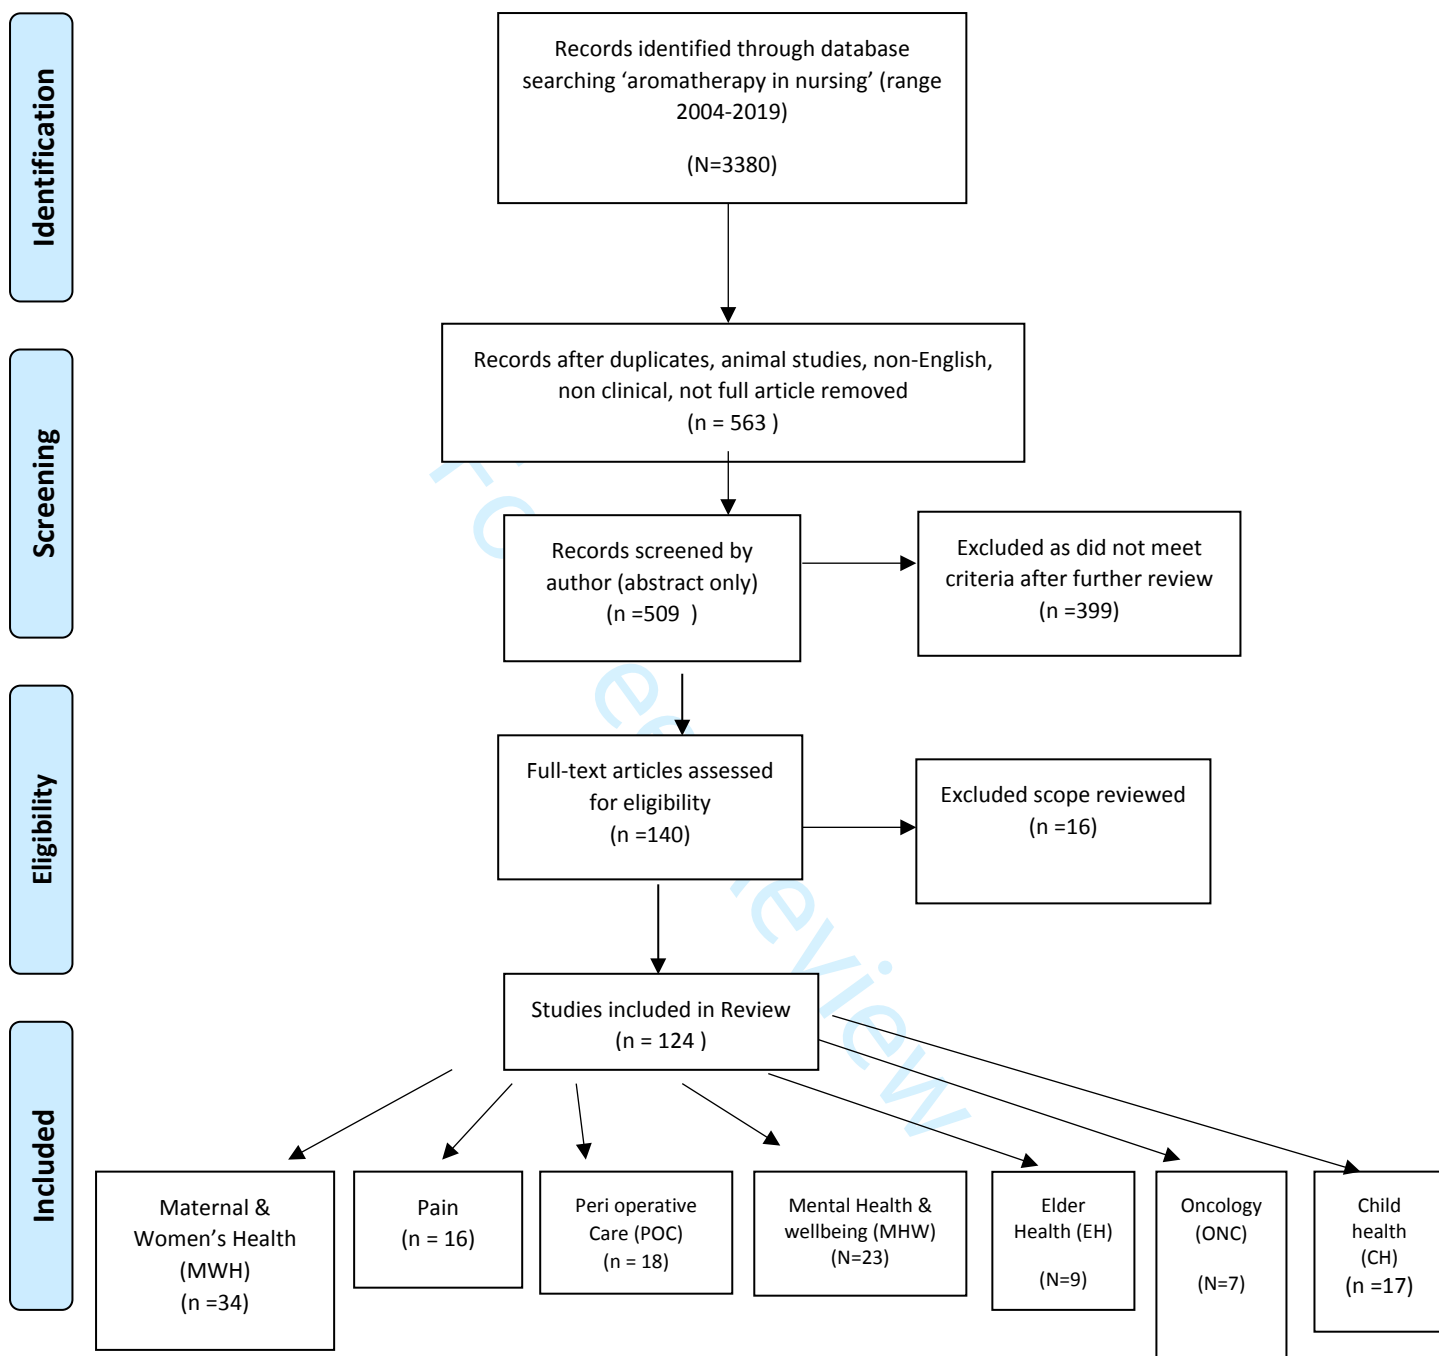 Identification
Records identified through database
searching ‘aromatherapy in nursing’ (range
2004-2019)
(N=3380)
Screening
Records after duplicates, animal studies, non-English,
non clinical, not full article removed
(n = 563 )
Records screened by
author (abstract only)
(n =509 )
Excluded as did not meet
criteria after further review
(n =399)
Eligibility
Full-text articles assessed
for eligibility
(n =140)
Excluded scope reviewed
(n =16)
Included
Studies included in Review
(n = 124 )
Maternal &
Women’s Health
(MWH)
(n =34)
Pain
(n = 16)
Peri operative
Care (POC)
(n = 18)
Mental Health &
wellbeing (MHW)
(N=23)
Elder
Health (EH)
(N=9)
Oncology
(ONC)
(N=7)
Child
health
(CH)
(n =17)